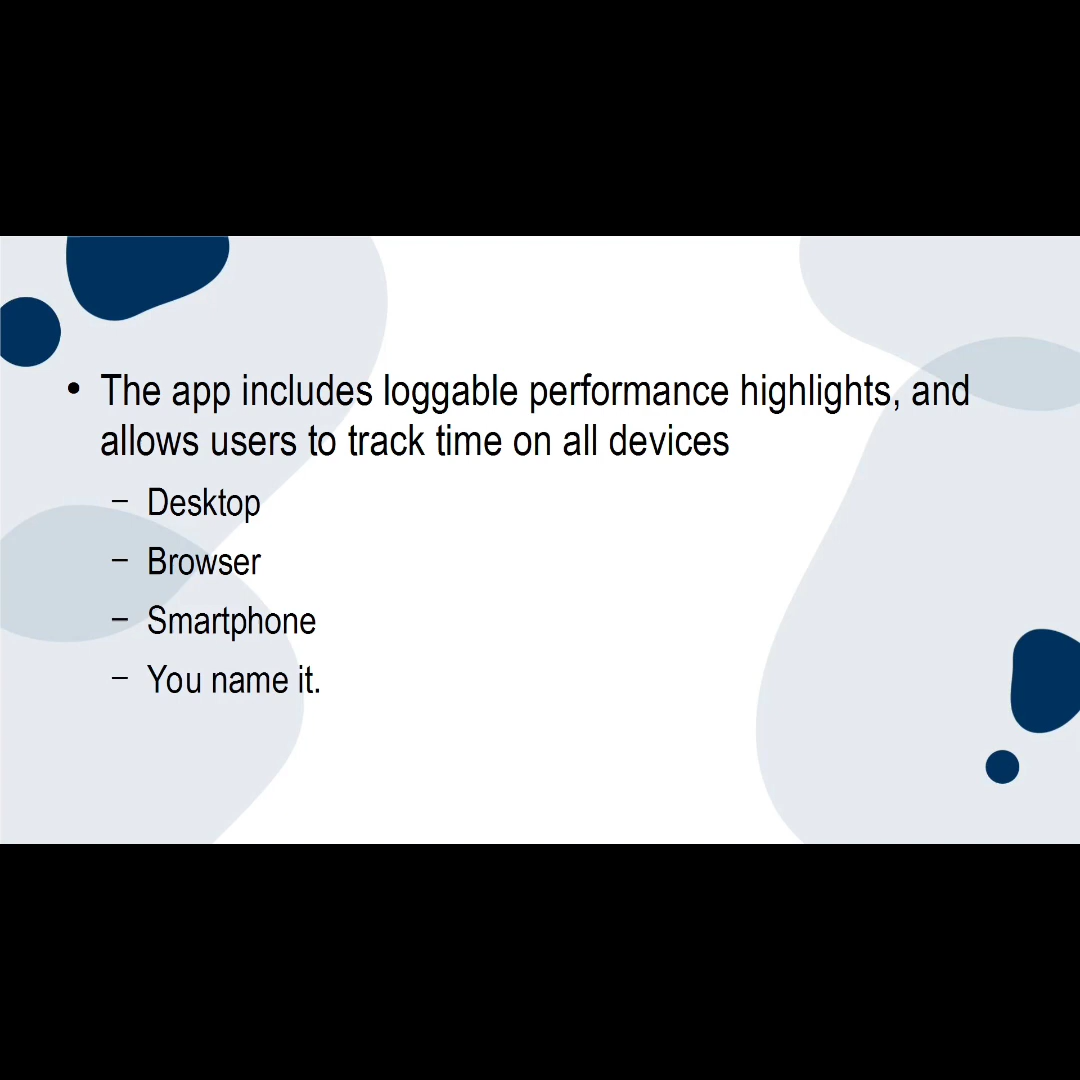 • The app includes loggable performance highlights, and
allows users to track time on all devices
– Desktop
– Browser
– Smartphone
– You name it.